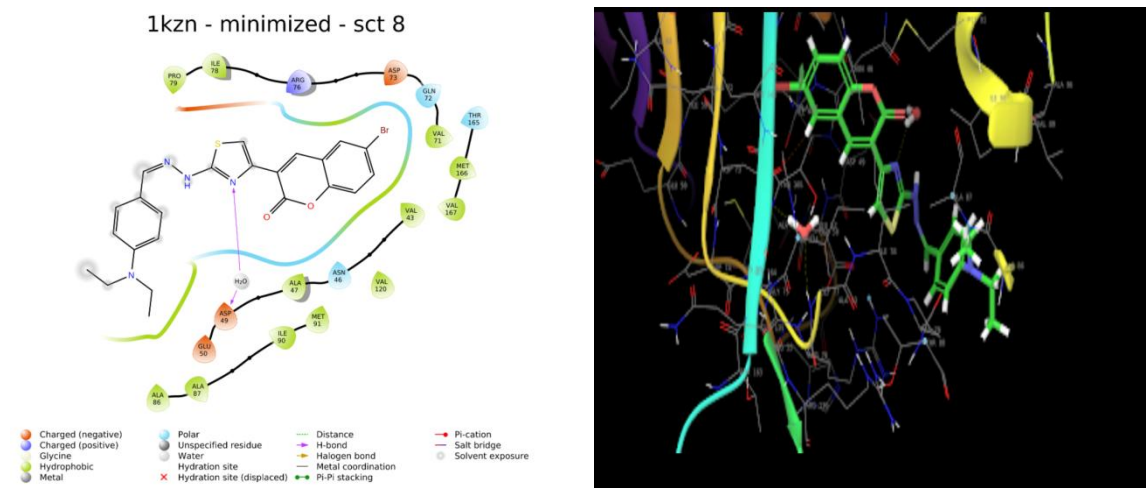 1kzn - minimized - sct 8
PRO
79
ILE
78
ARG
76
ASP
73
GLN
72
THR
165
VAL
71
MET
166
VAL
167
Br
S
N
N
N
H
O
O
N
VAL
43
H₂O
ASN
46
ALA
47
VAL
120
ASP
49
GLU
50
MET
91
ILE
90
ALA
87
ALA
86
Charged (negative)
Charged (positive)
Glycine
Hydrophobic
Metal
Polar
Unspecified residue
Water
Hydration site
Hydration site (displaced)
Distance
H-bond
Halogen bond
Metal coordination
Pi-Pi stacking
Pi-cation
Salt bridge
Solvent exposure